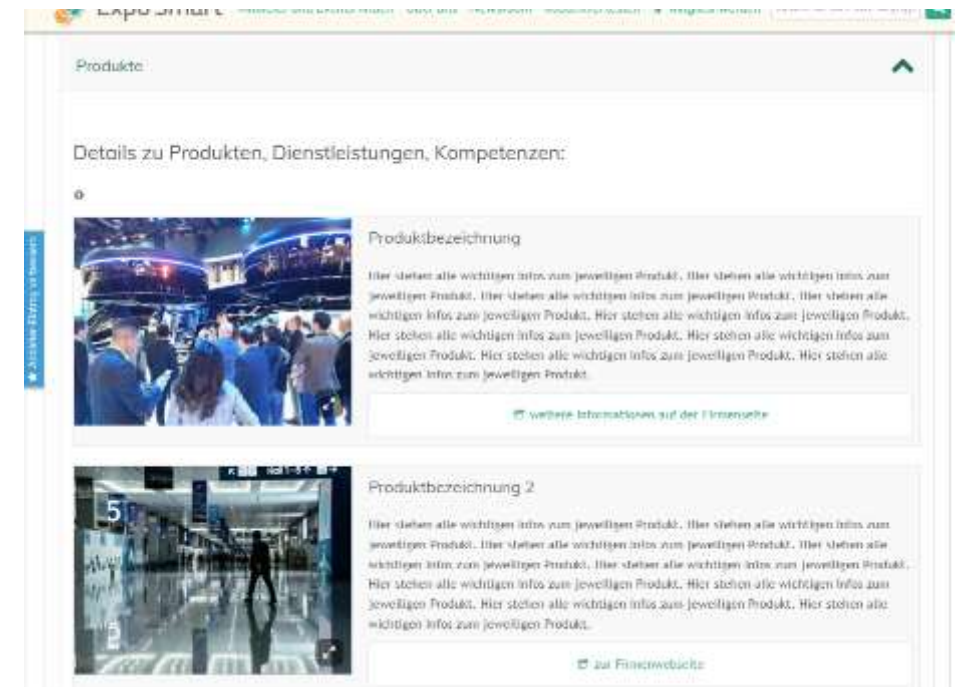 Expo Smart
Produkte
Details zu Produkten, Dienstleistungen, Kompetenzen:
Produktbezeichnung
Hier stehen alle wichtigen Infos zum jeweiligen Produkt. Hier stehen alle wichtigen Infos zum
jeweiligen Produkt. Hier stehen alle wichtigen Infos zum jeweiligen Produkt. Hier stehen alle
wichtigen Infos zum jeweiligen Produkt. Hier stehen alle wichtigen Infos zum jeweiligen Produkt.
Hier stehen alle wichtigen Infos zum jeweiligen Produkt. Hier stehen alle wichtigen Infos zum
jeweiligen Produkt. Hier stehen alle wichtigen Infos zum jeweiligen Produkt. Hier stehen alle
wichtigen Infos zum jeweiligen Produkt.
weitere Informationen auf der Firmenseite
5
Produktbezeichnung 2
Hier stehen alle wichtigen Infos zum jeweiligen Produkt. Hier stehen alle wichtigen Infos zum
jeweiligen Produkt. Hier stehen alle wichtigen Infos zum jeweiligen Produkt. Hier stehen alle
wichtigen Infos zum jeweiligen Produkt. Hier stehen alle wichtigen Infos zum jeweiligen Produkt.
Hier stehen alle wichtigen Infos zum jeweiligen Produkt. Hier stehen alle wichtigen Infos zum
jeweiligen Produkt. Hier stehen alle wichtigen Infos zum jeweiligen Produkt. Hier stehen alle
wichtigen Infos zum jeweiligen Produkt.
zur Firmenwebseite